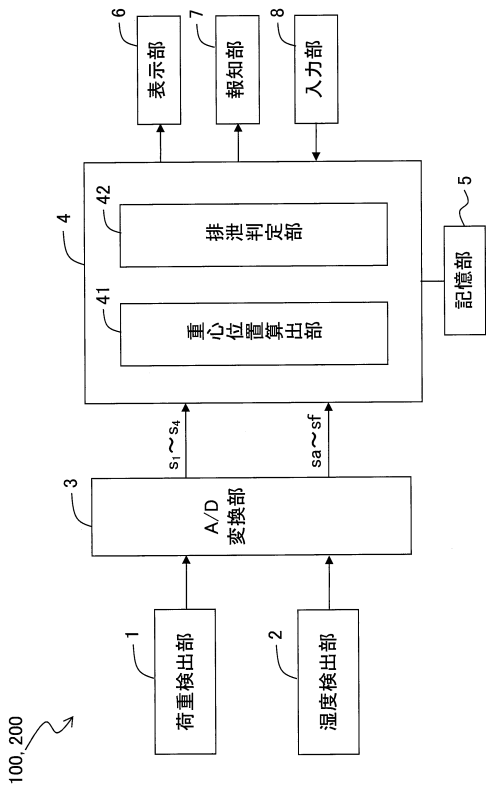 100, 200
1
荷重検出部
2
湿度検出部
3
A/D
変換部
s1～s4
sa～sf
4
41
重心位置算出部
42
排泄判定部
5
記憶部
6
表示部
7
報知部
8
入力部